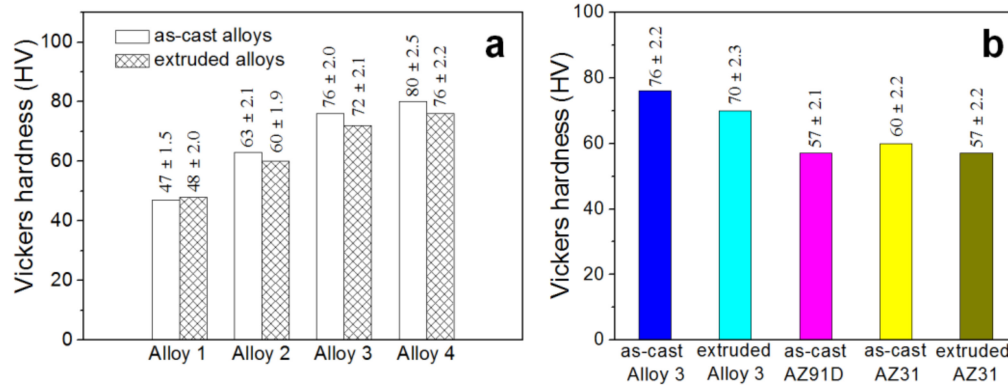 a
as-cast alloys
extruded alloys
Vickers hardness (HV)
100
80
60
40
20
0
47 ± 1.5
48 ± 2.0
63 ± 2.1
60 ± 1.9
76 ± 2.0
72 ± 2.1
80 ± 2.5
76 ± 2.2
Alloy 1
Alloy 2
Alloy 3
Alloy 4
b
Vickers hardness (HV)
100
80
60
40
20
0
76 ± 2.2
70 ± 2.3
57 ± 2.1
60 ± 2.2
57 ± 2.2
as-cast
Alloy 3
extruded
Alloy 3
as-cast
AZ91D
as-cast
AZ31
extruded
AZ31